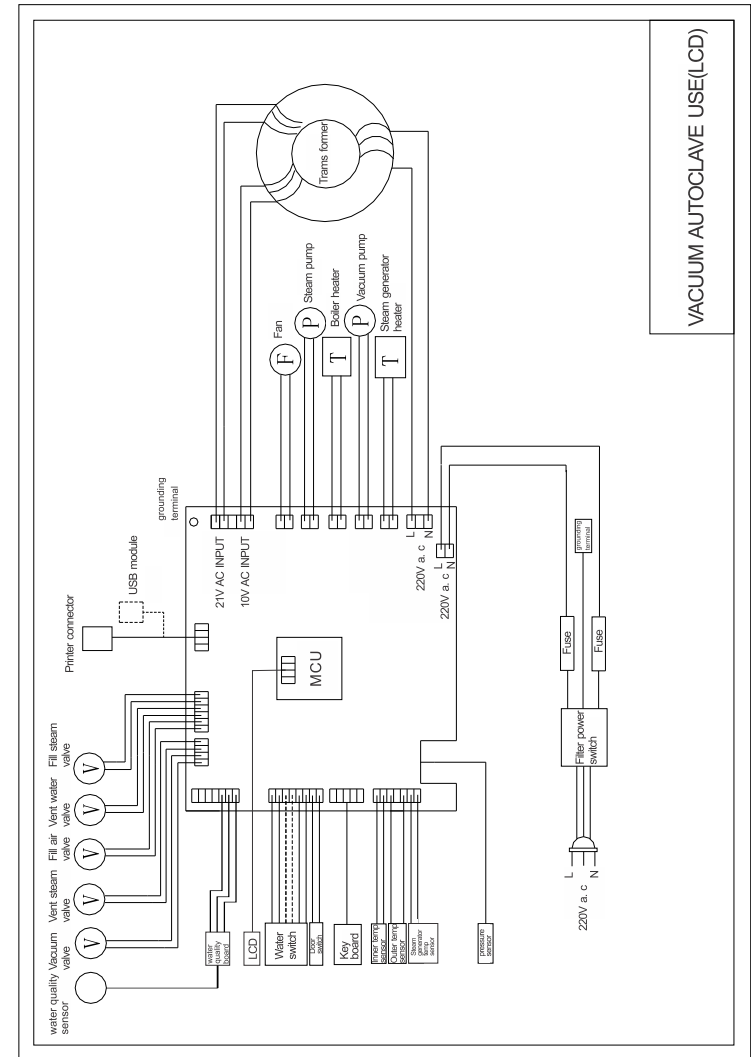 VACUUM AUTOCLAVE USE(LCD)
water quality
sensor
Vacuum
valve
Vent steam
valve
Fill air
valve
Vent water
valve
Fill steam
valve
V
V
V
V
V
Printer connector
USB module
grounding
terminal
21V AC INPUT
10V AC INPUT
Trams former
F
Fan
P
Steam pump
T
Boiler heater
P
Vacuum pump
T
Steam generator
heater
L
N
220V a. c
L
N
220V a. c
MCU
water
quality
board
LCD
Water
switch
Door
switch
Key
board
Inner temp
sensor
Outer temp
sensor
Steam
generator
temp
sensor
pressure
sensor
grounding
terminal
Fuse
Fuse
Filter power
switch
L
N
220V a. c